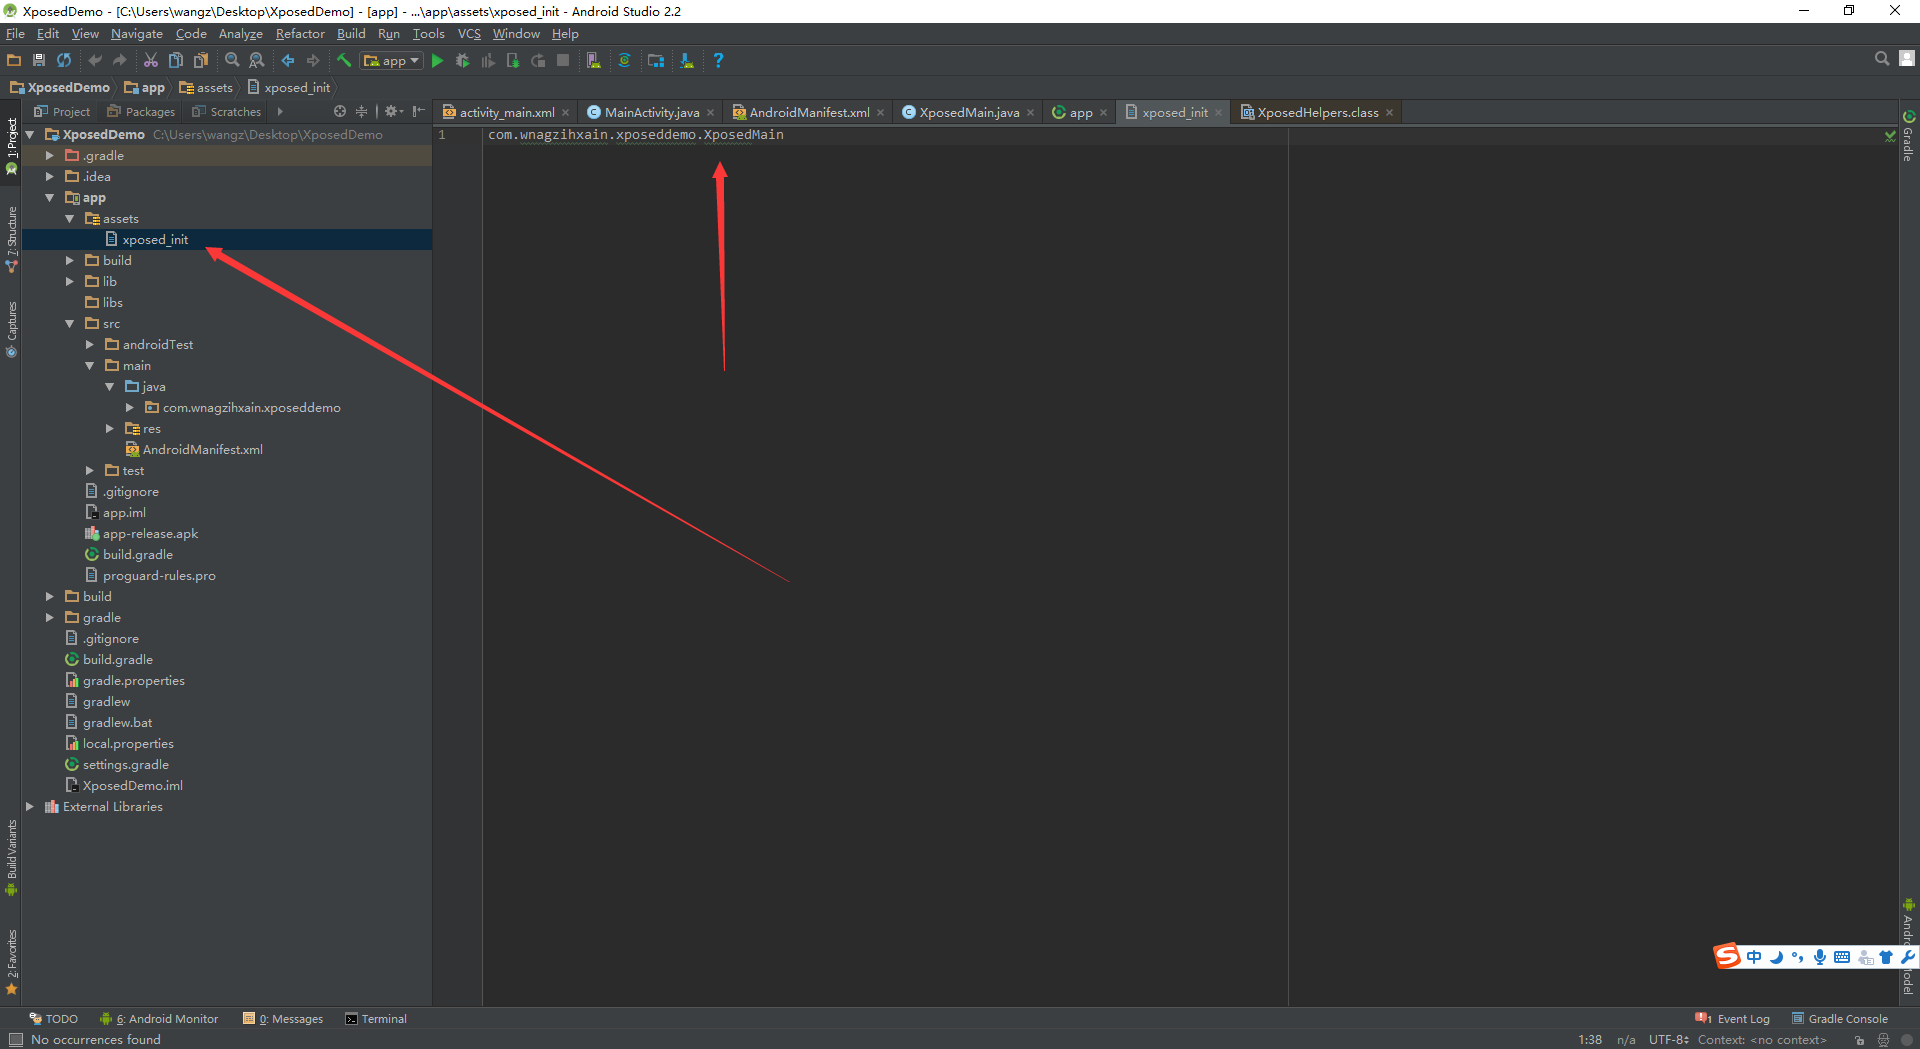 XposedDemo - [C:\Users\wangz\Desktop\XposedDemo] - [app] - ...\app\assets\xposed_init - Android Studio 2.2
File Edit View Navigate Code Analyze Refactor Build Run Tools VCS Window Help
app
XposedDemo app assets xposed_init
Project Packages Scratches
activity_main.xml MainActivity.java AndroidManifest.xml XposedMain.java app xposed_init XposedHelpers.class
1 com.wnagzihxain.xposeddemo.XposedMain
XposedDemo C:\Users\wangz\Desktop\XposedDemo
.gradle
.idea
app
assets
xposed_init
build
lib
libs
src
androidTest
main
java
com.wnagzihxain.xposeddemo
res
AndroidManifest.xml
test
.gitignore
app.iml
app-release.apk
build.gradle
proguard-rules.pro
build
gradle
.gitignore
build.gradle
gradle.properties
gradlew
gradlew.bat
local.properties
settings.gradle
XposedDemo.iml
External Libraries
1: Project
7: Structure
Captures
Build Variants
2: Favorites
Gradle
中
TODO 6: Android Monitor 0: Messages Terminal 1 Event Log Gradle Console
No occurrences found 1:38 n/a UTF-8 Context: <no context>